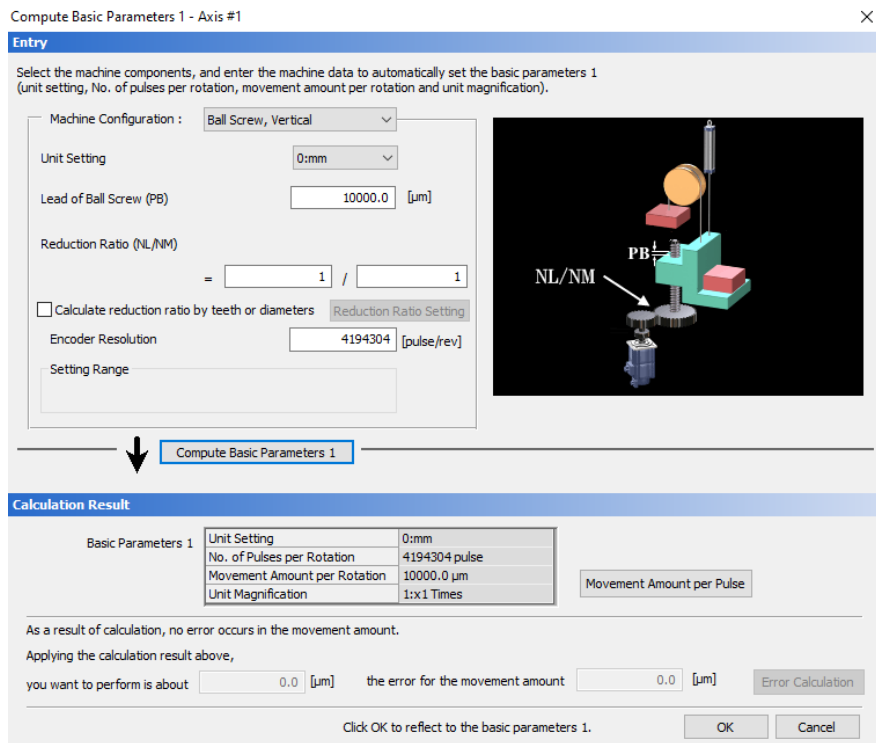 Compute Basic Parameters 1 - Axis #1
Entry
Select the machine components, and enter the machine data to automatically set the basic parameters 1
(unit setting, No. of pulses per rotation, movement amount per rotation and unit magnification).
Machine Configuration : Ball Screw, Vertical
Unit Setting 0:mm
Lead of Ball Screw (PB) 10000.0 [µm]
Reduction Ratio (NL/NM)
= 1 / 1
Calculate reduction ratio by teeth or diameters Reduction Ratio Setting
Encoder Resolution 4194304 [pulse/rev]
Setting Range
PB
NL/NM
Compute Basic Parameters 1
Calculation Result
Basic Parameters 1
Unit Setting 0:mm
No. of Pulses per Rotation 4194304 pulse
Movement Amount per Rotation 10000.0 µm
Unit Magnification 1:x1 Times
Movement Amount per Pulse
As a result of calculation, no error occurs in the movement amount.
Applying the calculation result above,
you want to perform is about 0.0 [µm] the error for the movement amount 0.0 [µm] Error Calculation
Click OK to reflect to the basic parameters 1. OK Cancel